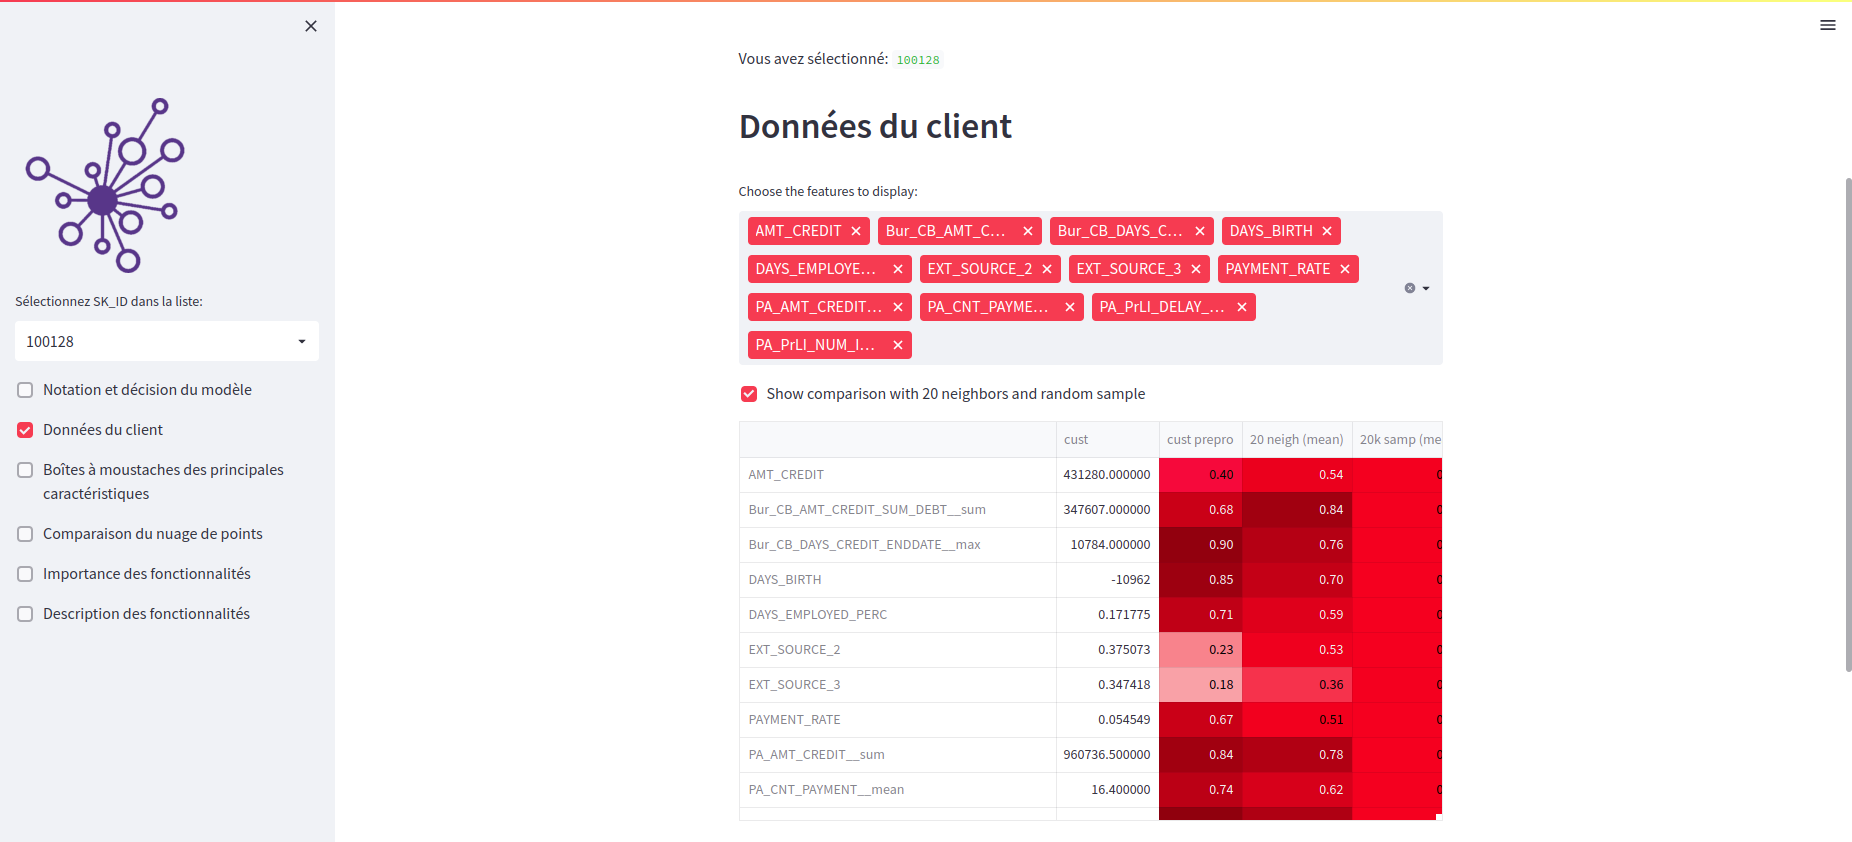 Vous avez sélectionné: 100128
Données du client
Choose the features to display:
AMT_CREDIT Bur_CB_AMT_C... Bur_CB_DAYS_C... DAYS_BIRTH
DAYS_EMPLOYE... EXT_SOURCE_2 EXT_SOURCE_3 PAYMENT_RATE
PA_AMT_CREDIT... PA_CNT_PAYME... PA_PrLI_DELAY_...
PA_PrLI_NUM_I...
Show comparison with 20 neighbors and random sample
cust cust prepro 20 neigh (mean) 20k samp (me
AMT_CREDIT 431280.000000 0.40 0.54
Bur_CB_AMT_CREDIT_SUM_DEBT__sum 347607.000000 0.68 0.84
Bur_CB_DAYS_CREDIT_ENDDATE__max 10784.000000 0.90 0.76
DAYS_BIRTH -10962 0.85 0.70
DAYS_EMPLOYED_PERC 0.171775 0.71 0.59
EXT_SOURCE_2 0.375073 0.23 0.53
EXT_SOURCE_3 0.347418 0.18 0.36
PAYMENT_RATE 0.054549 0.67 0.51
PA_AMT_CREDIT__sum 960736.500000 0.84 0.78
PA_CNT_PAYMENT__mean 16.400000 0.74 0.62
Sélectionnez SK_ID dans la liste:
100128
Notation et décision du modèle
Données du client
Boîtes à moustaches des principales
caractéristiques
Comparaison du nuage de points
Importance des fonctionnalités
Description des fonctionnalités